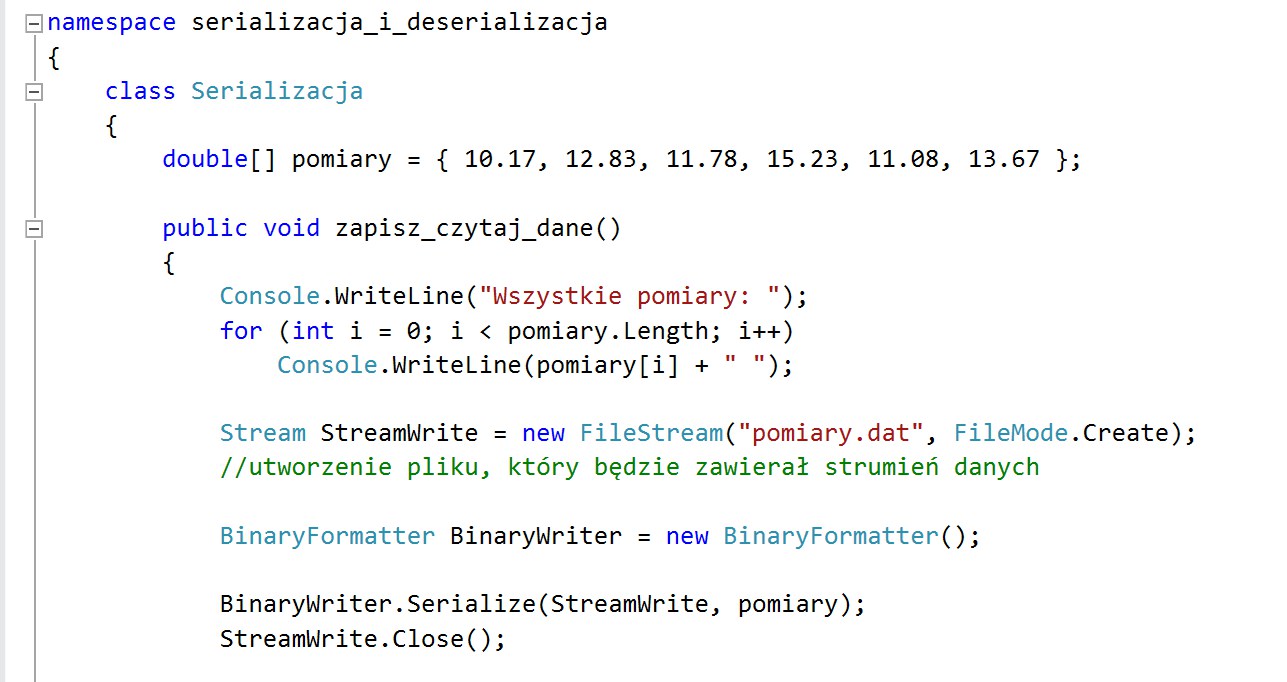 namespace serializacja_i_deserializacja
{
class Serializacja
{
double[] pomiary = { 10.17, 12.83, 11.78, 15.23, 11.08, 13.67 };
public void zapisz_czytaj_dane()
{
Console.WriteLine("Wszystkie pomiary: ");
for (int i = 0; i < pomiary.Length; i++)
Console.WriteLine(pomiary[i] + " ");
Stream StreamWrite = new FileStream("pomiary.dat", FileMode.Create);
//utworzenie pliku, który będzie zawierał strumień danych
BinaryFormatter BinaryWriter = new BinaryFormatter();
BinaryWriter.Serialize(StreamWrite, pomiary);
StreamWrite.Close();